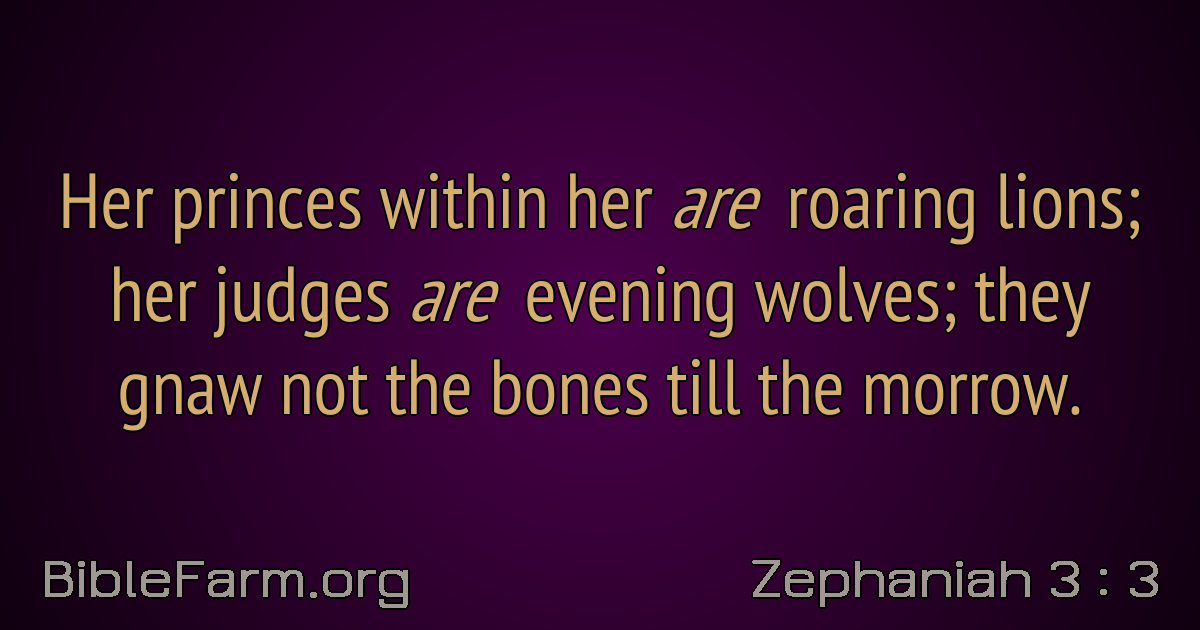 Her princes within her are roaring lions;
her judges are evening wolves; they
gnaw not the bones till the morrow.
BibleFarm.org
Zephaniah 3 : 3